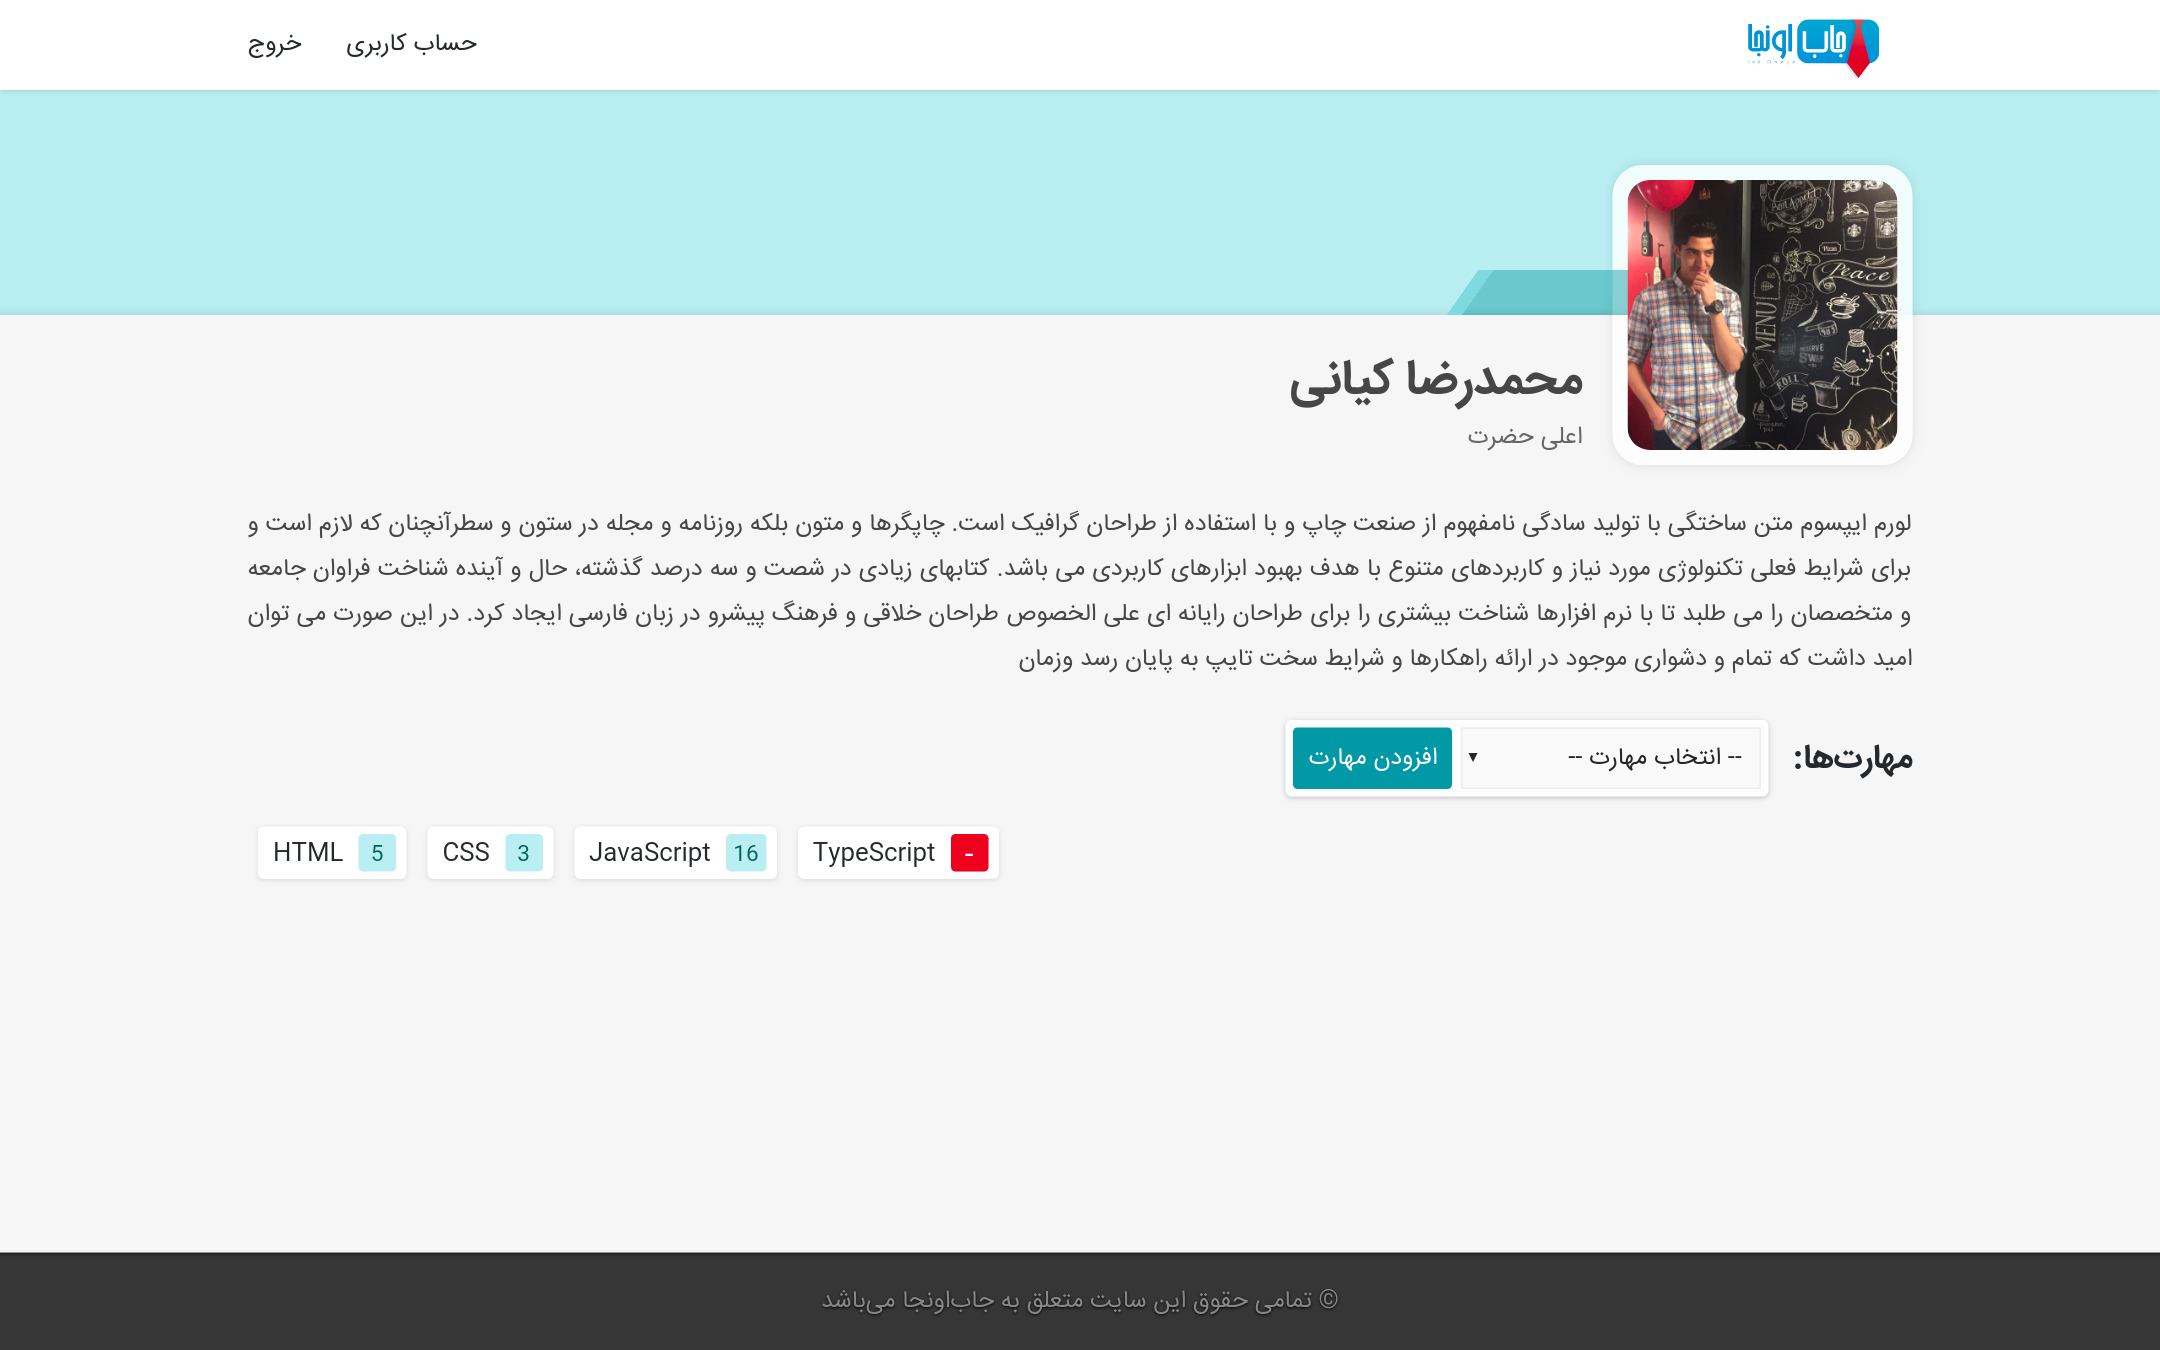 جاب اونجا
حساب کاربری
خروج
Peace
MENU
محمدرضا کیانی
اعلی حضرت
لورم ایپسوم متن ساختگی با تولید سادگی نامفهوم از صنعت چاپ و با استفاده از طراحان گرافیک است. چاپگرها و متون بلکه روزنامه و مجله در ستون و سطرآنچنان که لازم است و
برای شرایط فعلی تکنولوژی مورد نیاز و کاربردهای متنوع با هدف بهبود ابزارهای کاربردی می باشد. کتابهای زیادی در شصت و سه درصد گذشته، حال و آینده شناخت فراوان جامعه
و متخصصان را می طلبد تا با نرم افزارها شناخت بیشتری را برای طراحان رایانه ای علی الخصوص طراحان خلاقی و فرهنگ پیشرو در زبان فارسی ایجاد کرد. در این صورت می توان
امید داشت که تمام و دشواری موجود در ارائه راهکارها و شرایط سخت تایپ به پایان رسد وزمان
مهارت‌ها:
-- انتخاب مهارت --
افزودن مهارت
HTML 5 CSS 3 JavaScript 16 TypeScript -
© تمامی حقوق این سایت متعلق به جاب‌اونجا می‌باشد